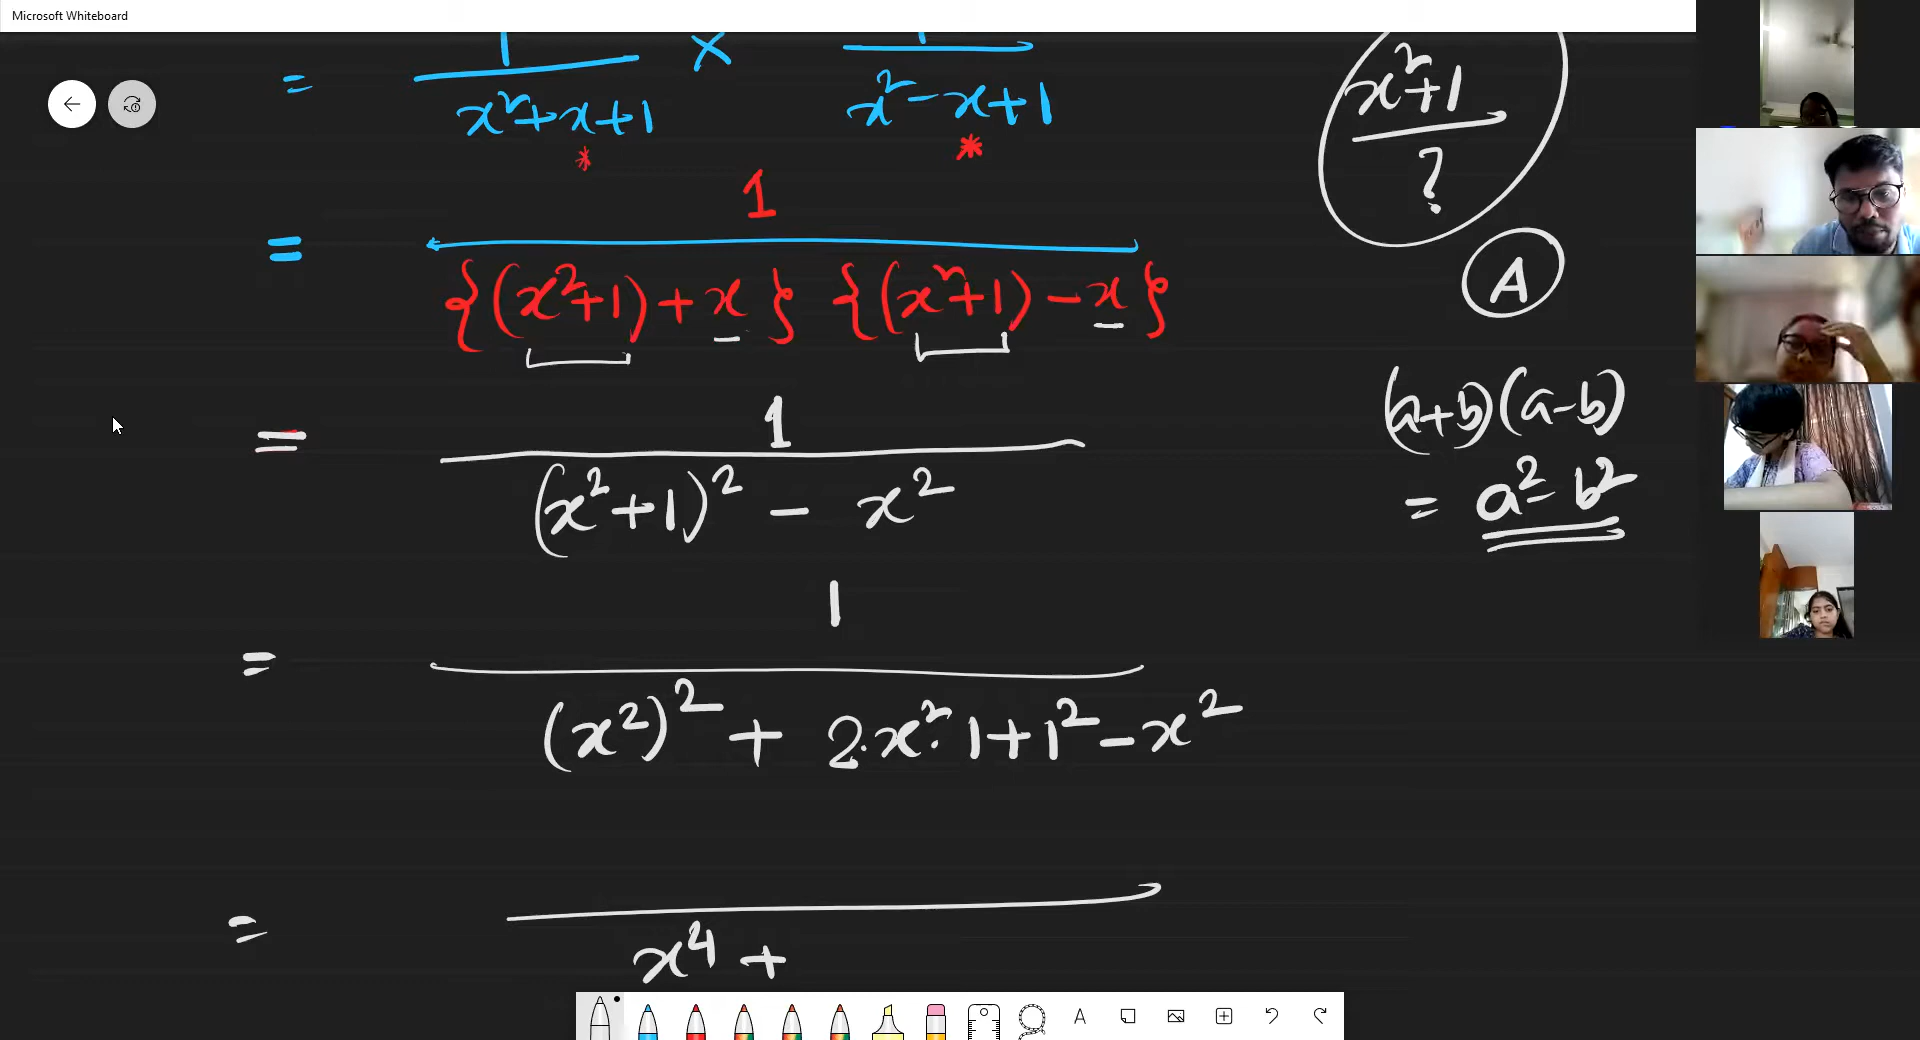 Microsoft Whiteboard
= 1/(x²+x+1) × 1/(x²-x+1)
* *
= 1/({(x²+1)+x} {(x²+1)-x})
= 1/((x²+1)² - x²)
= 1/((x²)² + 2·x²·1+1²-x²)
= x⁴ +
x²+1
?
A
(a+b)(a-b)
= a²-b²
A